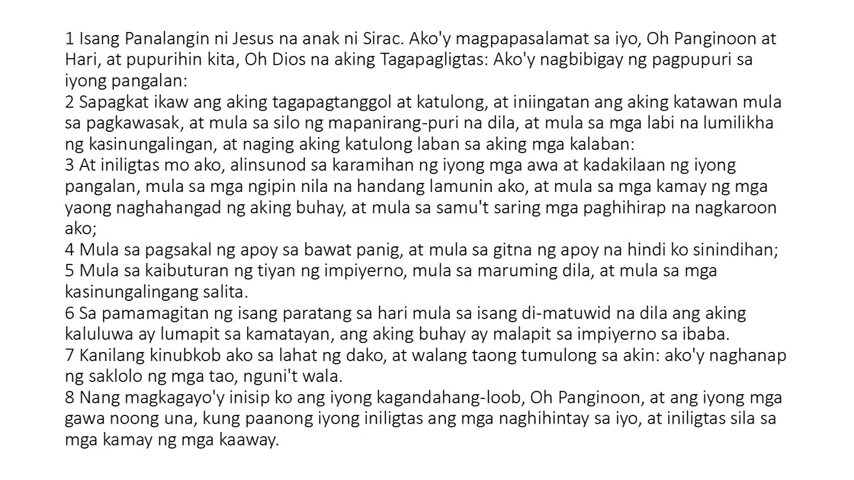 1 Isang Panalangin ni Jesus na anak ni Sirac. Ako'y magpapasalamat sa iyo, Oh Panginoon at
Hari, at pupurihin kita, Oh Dios na aking Tagapagligtas: Ako'y nagbibigay ng pagpupuri sa
iyong pangalan:
2 Sapagkat ikaw ang aking tagapagtanggol at katulong, at iniingatan ang aking katawan mula
sa pagkawasak, at mula sa silo ng mapanirang-puri na dila, at mula sa mga labi na lumilikha
ng kasinungalingan, at naging aking katulong laban sa aking mga kalaban:
3 At iniligtas mo ako, alinsunod sa karamihan ng iyong mga awa at kadakilaan ng iyong
pangalan, mula sa mga ngipin nila na handang lamunin ako, at mula sa mga kamay ng mga
yaong naghahangad ng aking buhay, at mula sa samu't saring mga paghihirap na nagkaroon
ako;
4 Mula sa pagsakal ng apoy sa bawat panig, at mula sa gitna ng apoy na hindi ko sinindihan;
5 Mula sa kaibuturan ng tiyan ng impiyerno, mula sa maruming dila, at mula sa mga
kasinungalingang salita.
6 Sa pamamagitan ng isang paratang sa hari mula sa isang di-matuwid na dila ang aking
kaluluwa ay lumapit sa kamatayan, ang aking buhay ay malapit sa impiyerno sa ibaba.
7 Kanilang kinubkob ako sa lahat ng dako, at walang taong tumulong sa akin: ako'y naghanap
ng saklolo ng mga tao, nguni't wala.
8 Nang magkagayo'y inisip ko ang iyong kagandahang-loob, Oh Panginoon, at ang iyong mga
gawa noong una, kung paanong iyong iniligtas ang mga naghihintay sa iyo, at iniligtas sila sa
mga kamay ng mga kaaway.